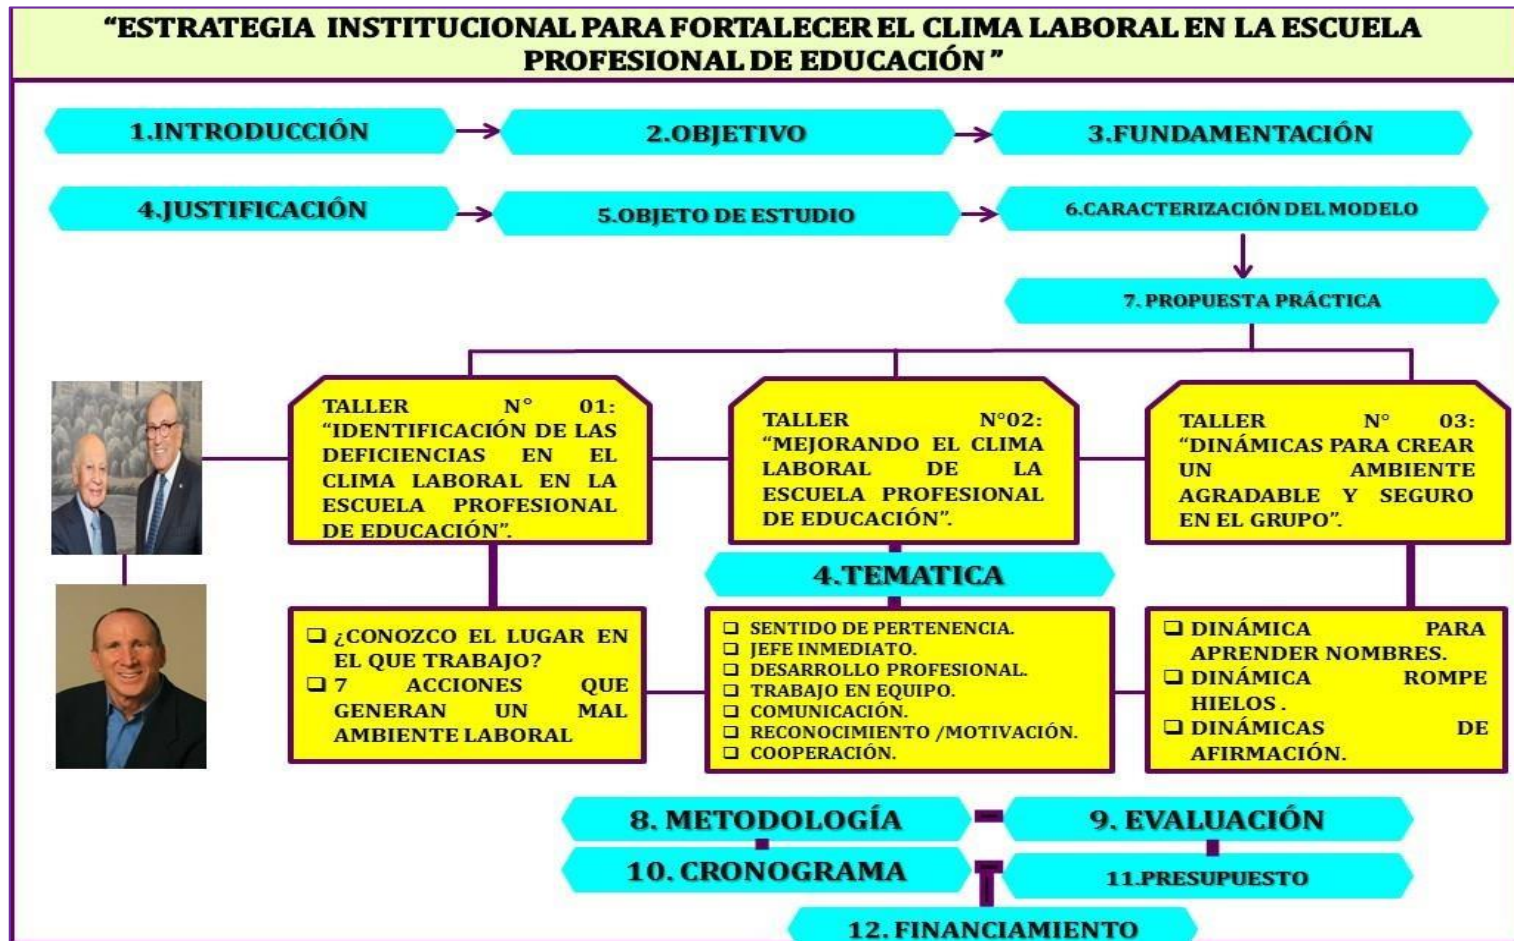 “ESTRATEGIA INSTITUCIONAL PARA FORTALECER EL CLIMA LABORAL EN LA ESCUELA
PROFESIONAL DE EDUCACIÓN ”
1.INTRODUCCIÓN
2.OBJETIVO
3.FUNDAMENTACIÓN
4.JUSTIFICACIÓN
5.OBJETO DE ESTUDIO
6.CARACTERIZACIÓN DEL MODELO
7. PROPUESTA PRÁCTICA
TALLER N° 01:
“IDENTIFICACIÓN DE LAS
DEFICIENCIAS EN EL
CLIMA LABORAL EN LA
ESCUELA PROFESIONAL
DE EDUCACIÓN”.
TALLER N°02:
“MEJORANDO EL CLIMA
LABORAL DE LA
ESCUELA PROFESIONAL
DE EDUCACIÓN”.
TALLER N° 03:
“DINÁMICAS PARA CREAR
UN AMBIENTE
AGRADABLE Y SEGURO
EN EL GRUPO”.
4.TEMATICA
❑ ¿CONOZCO EL LUGAR EN
EL QUE TRABAJO?
❑ 7 ACCIONES QUE
GENERAN UN MAL
AMBIENTE LABORAL
❑ SENTIDO DE PERTENENCIA.
❑ JEFE INMEDIATO.
❑ DESARROLLO PROFESIONAL.
❑ TRABAJO EN EQUIPO.
❑ COMUNICACIÓN.
❑ RECONOCIMIENTO /MOTIVACIÓN.
❑ COOPERACIÓN.
❑ DINÁMICA PARA
APRENDER NOMBRES.
❑ DINÁMICA ROMPE
HIELOS .
❑ DINÁMICAS DE
AFIRMACIÓN.
8. METODOLOGÍA
9. EVALUACIÓN
10. CRONOGRAMA
11.PRESUPUESTO
12. FINANCIAMIENTO